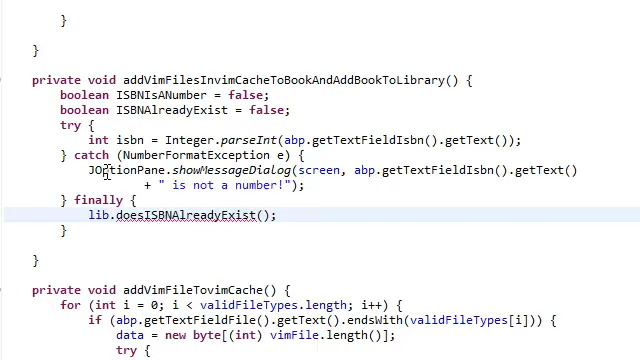 }
}
private void addVimFilesInvimCacheToBookAndAddBookToLibrary() {
boolean ISBNIsANumber = false;
boolean ISBNAlreadyExist = false;
try {
int isbn = Integer.parseInt(abp.getTextFieldIsbn().getText());
} catch (NumberFormatException e) {
JOptionPane.showMessageDialog(screen, abp.getTextFieldIsbn().getText()
+ " is not a number!");
} finally {
lib.doesISBNAlreadyExist();
}
}
private void addVimFileTovimCache() {
for (int i = 0; i < validFileTypes.length; i++) {
if (abp.getTextFieldFile().getText().endsWith(validFileTypes[i])) {
data = new byte[(int) vimFile.length()];
try {